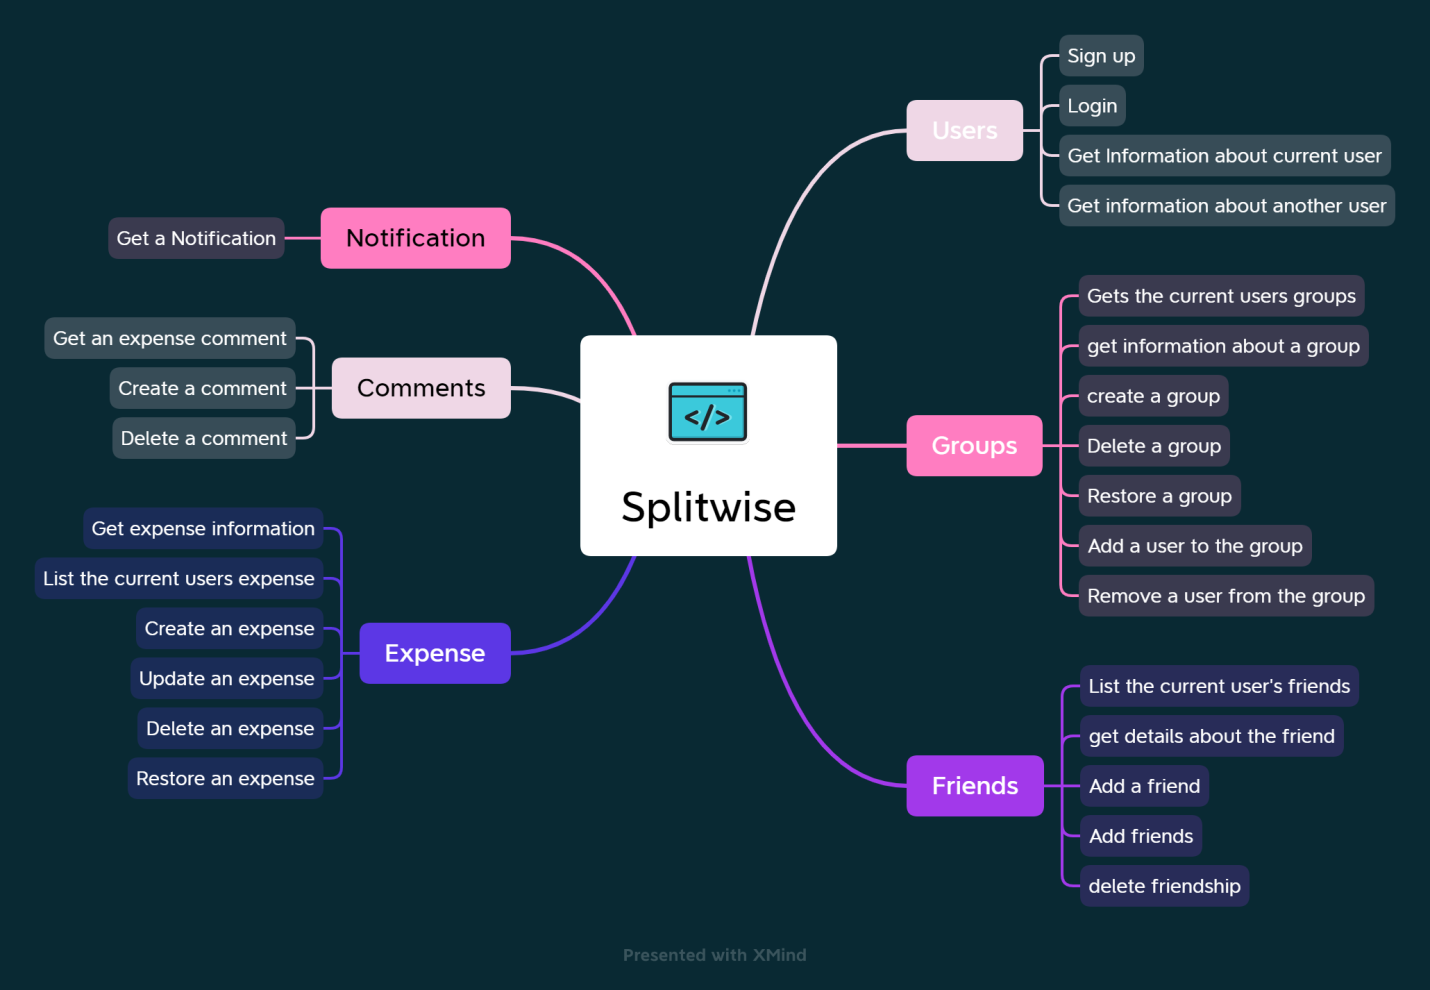 Splitwise
</>
Users
Sign up
Login
Get Information about current user
Get information about another user
Groups
Gets the current users groups
get information about a group
create a group
Delete a group
Restore a group
Add a user to the group
Remove a user from the group
Friends
List the current user's friends
get details about the friend
Add a friend
Add friends
delete friendship
Notification
Get a Notification
Comments
Get an expense comment
Create a comment
Delete a comment
Expense
Get expense information
List the current users expense
Create an expense
Update an expense
Delete an expense
Restore an expense
Presented with XMind